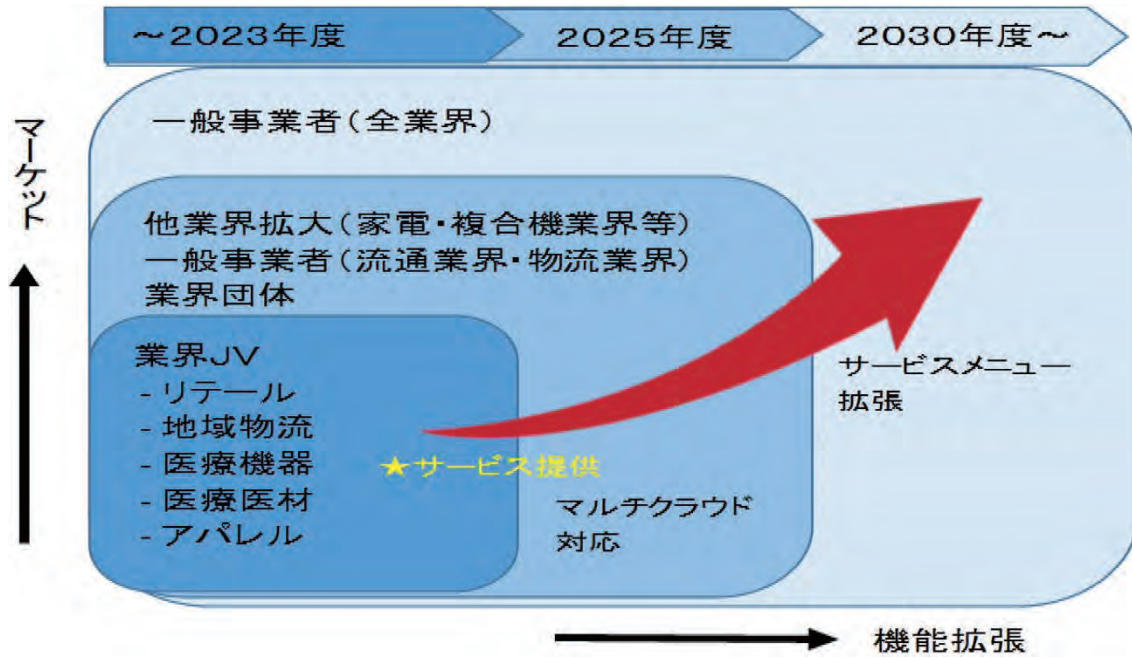 ～2023年度
2025年度
2030年度～
マーケット
一般事業者（全業界）
他業界拡大（家電・複合機業界等）
一般事業者（流通業界・物流業界）
業界団体
業界JV
- リテール
- 地域物流
- 医療機器
- 医療医材
- アパレル
★サービス提供
マルチクラウド
対応
サービスメニュー
拡張
機能拡張